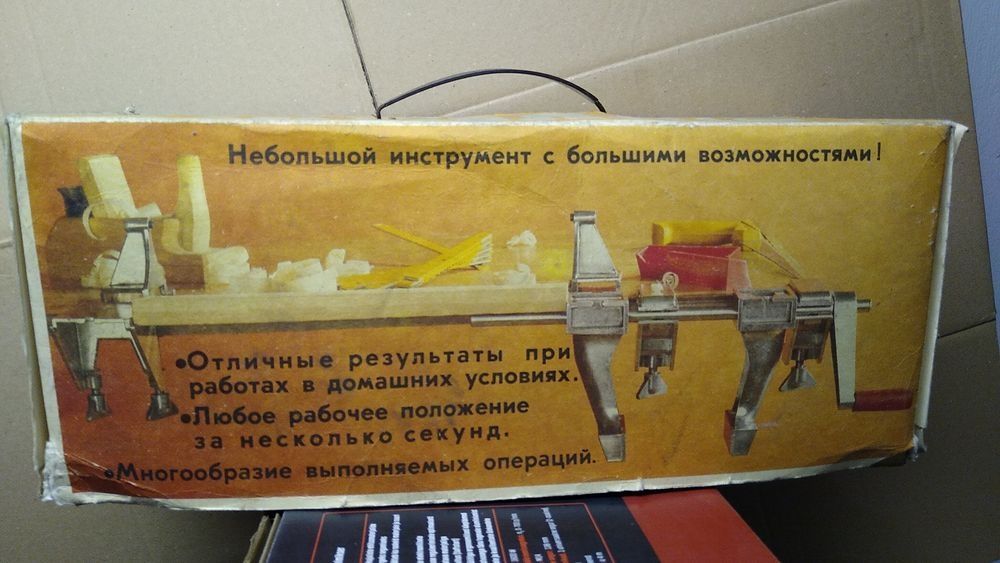 Небольшой инструмент с большими возможностями!
•Отличные результаты при
работах в домашних условиях.
•Любое рабочее положение
за несколько секунд.
•Многообразие выполняемых операций.